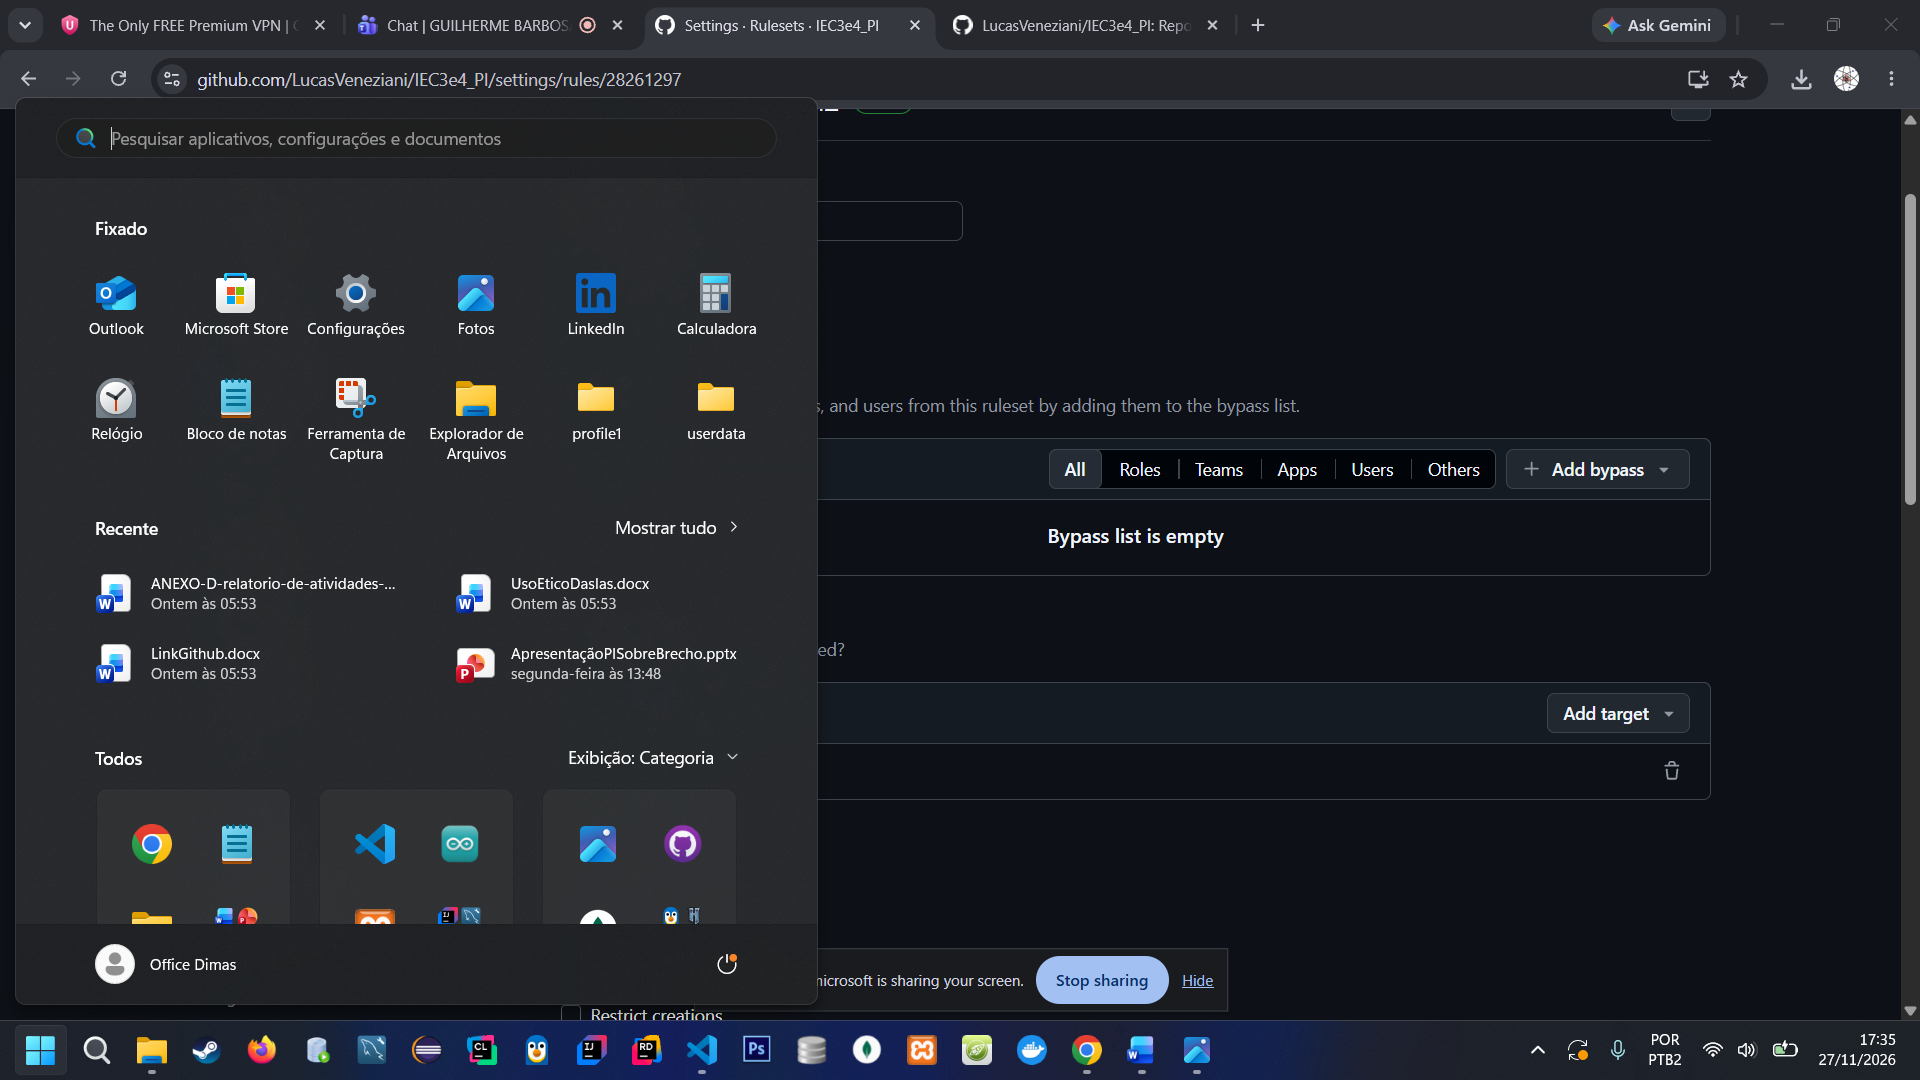 The Only FREE Premium VPN |
Chat | GUILHERME BARBOS
Settings · Rulesets · IEC3e4_PI
LucasVeneziani/IEC3e4_PI: Repo
Ask Gemini
github.com/LucasVeneziani/IEC3e4_PI/settings/rules/28261297
Pesquisar aplicativos, configurações e documentos
Fixado
Outlook
Microsoft Store
Configurações
Fotos
LinkedIn
Calculadora
Relógio
Bloco de notas
Ferramenta de Captura
Explorador de Arquivos
profile1
userdata
Recente
Mostrar tudo
ANEXO-D-relatorio-de-atividades-...
Ontem às 05:53
UsoEticoDasIas.docx
Ontem às 05:53
LinkGithub.docx
Ontem às 05:53
ApresentaçãoPISobreBrecho.pptx
segunda-feira às 13:48
Todos
Exibição: Categoria
Office Dimas
s, and users from this ruleset by adding them to the bypass list.
All
Roles
Teams
Apps
Users
Others
Add bypass
Bypass list is empty
ed?
Add target
microsoft is sharing your screen.
Stop sharing
Hide
Restrict creations
POR
PTB2
17:35
27/11/2026